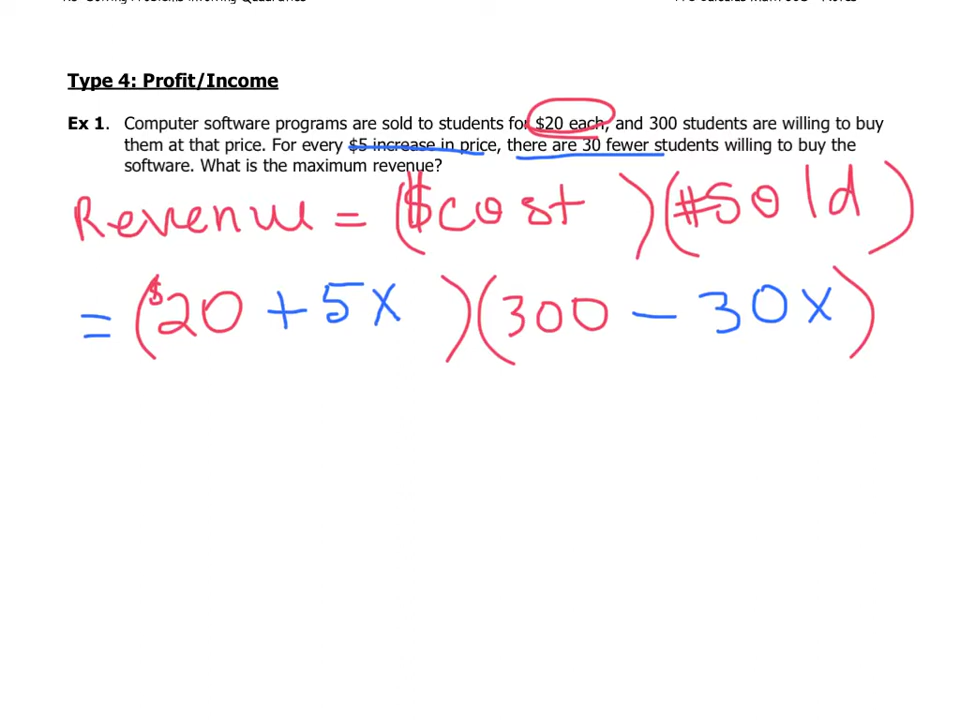 Type 4: Profit/Income
Ex 1. Computer software programs are sold to students for $20 each, and 300 students are willing to buy
them at that price. For every $5 increase in price, there are 30 fewer students willing to buy the
software. What is the maximum revenue?
Revenue = ($cost )(#Sold)
= ($20 + 5x )(300 - 30x)